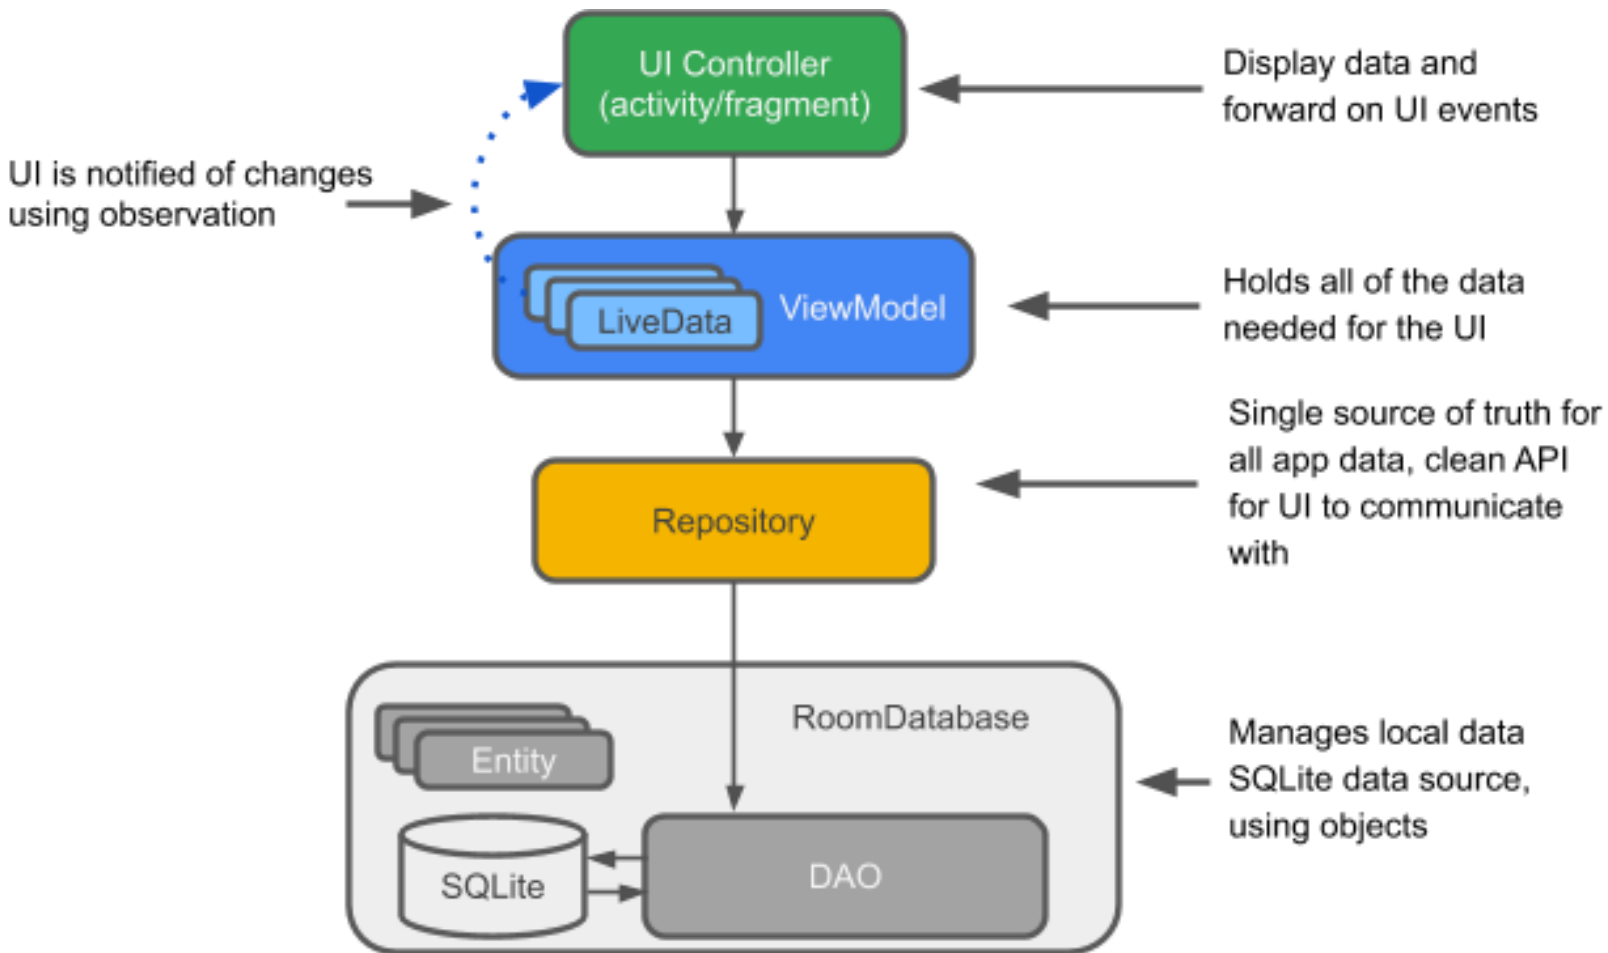 UI Controller
(activity/fragment)
Display data and
forward on UI events
UI is notified of changes
using observation
LiveData
ViewModel
Holds all of the data
needed for the UI
Repository
Single source of truth for
all app data, clean API
for UI to communicate
with
RoomDatabase
Entity
SQLite
DAO
Manages local data
SQLite data source,
using objects